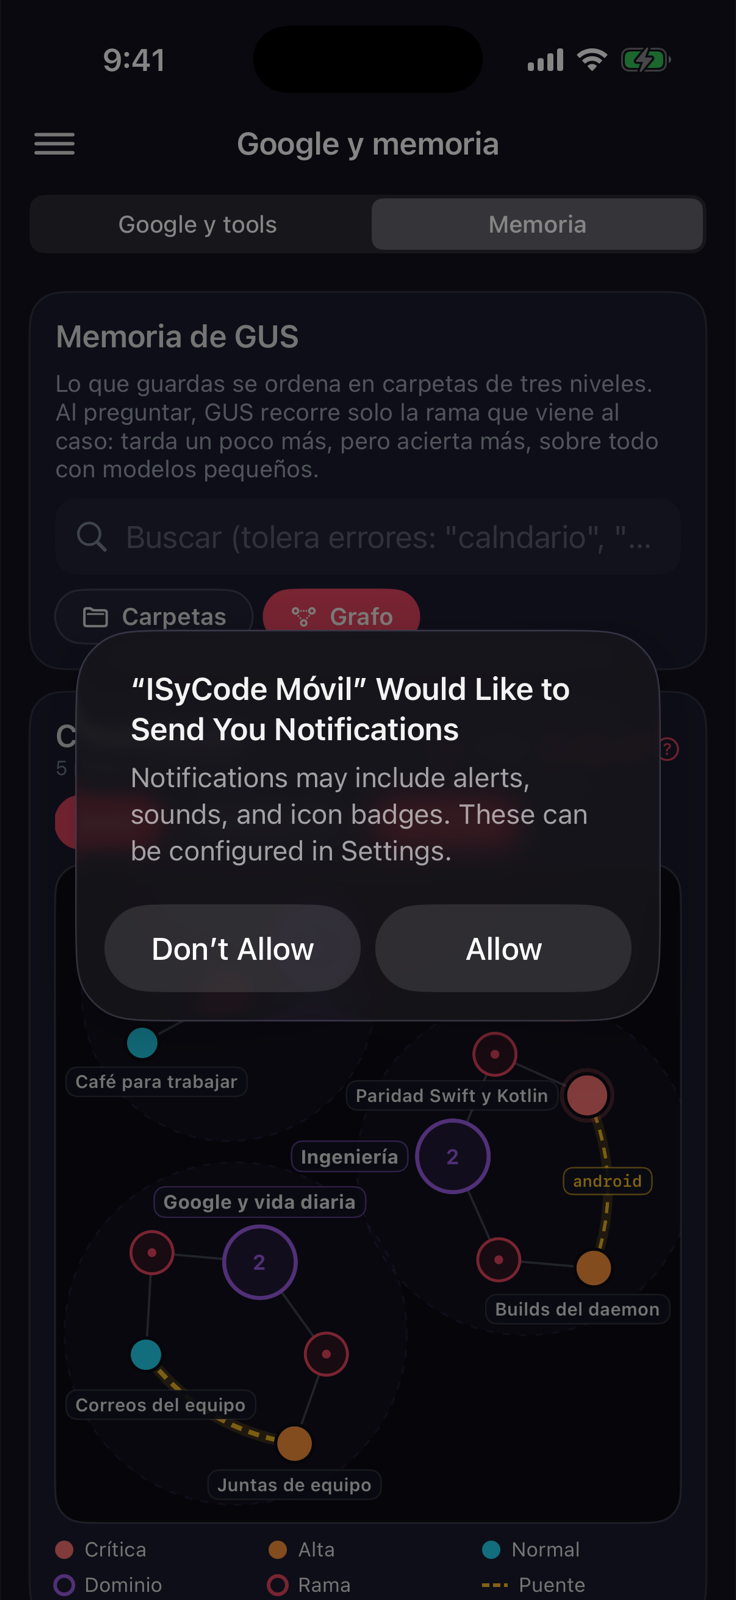 9:41
Google y memoria
Google y tools
Memoria
Memoria de GUS
Lo que guardas se ordena en carpetas de tres niveles.
Al preguntar, GUS recorre solo la rama que viene al
caso: tarda un poco más, pero acierta más, sobre todo
con modelos pequeños.
Buscar (tolera errores: "calndario", "...
Carpetas
Grafo
“ISyCode Móvil” Would Like to
Send You Notifications
Notifications may include alerts,
sounds, and icon badges. These can
be configured in Settings.
Don’t Allow
Allow
C
5
?
Café para trabajar
Paridad Swift y Kotlin
Ingeniería
2
android
Google y vida diaria
2
Builds del daemon
Correos del equipo
Juntas de equipo
Crítica
Alta
Normal
Dominio
Rama
Puente